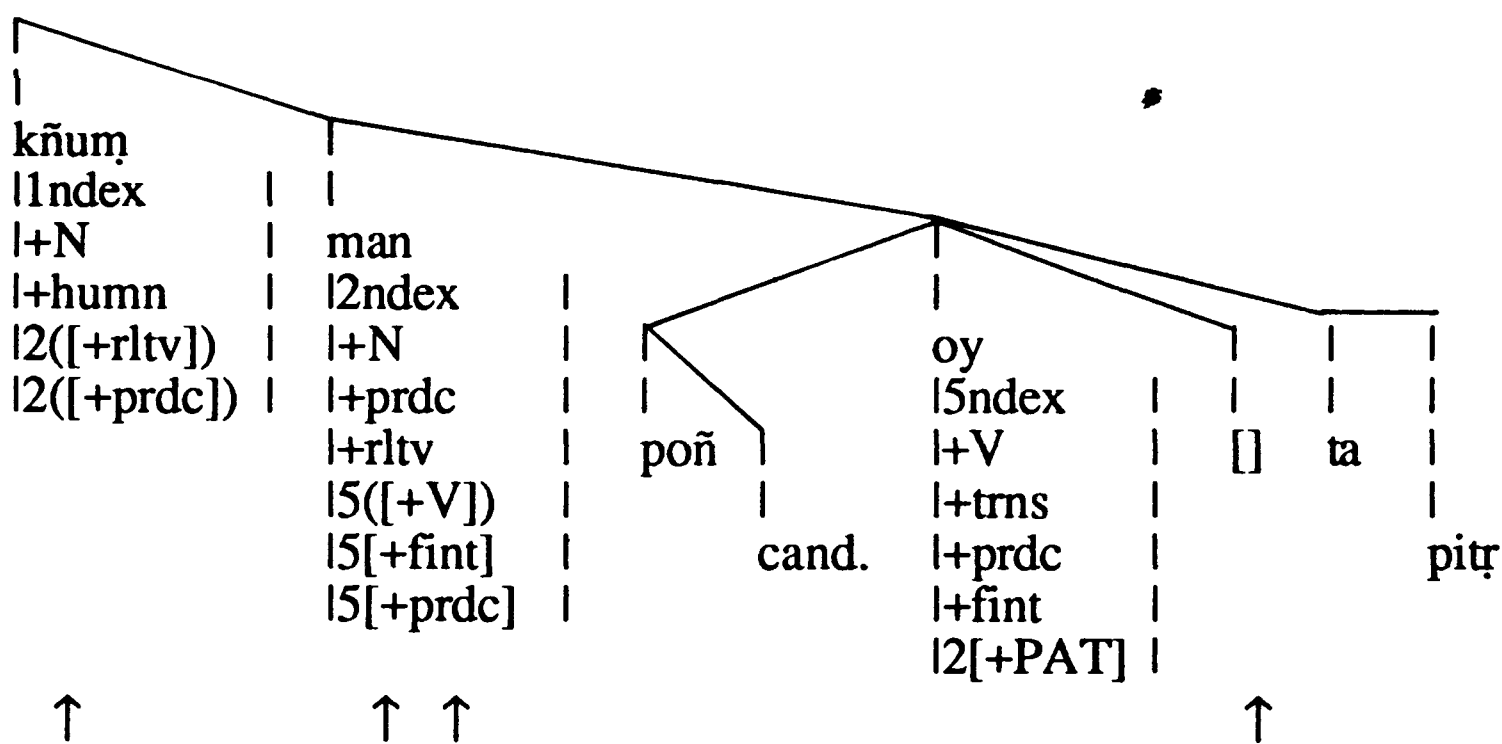 kñuṃ
|1ndex
|+N
|+humn
|2([+rltv])
|2([+prdc])
man
|2ndex
|+N
|+prdc
|+rltv
|5([+V])
|5[+fint]
|5[+prdc]
poñ
cand.
oy
|5ndex
|+V
|+trns
|+prdc
|+fint
|2[+PAT]
[]
ta
pitṛ
↑ ↑ ↑ ↑